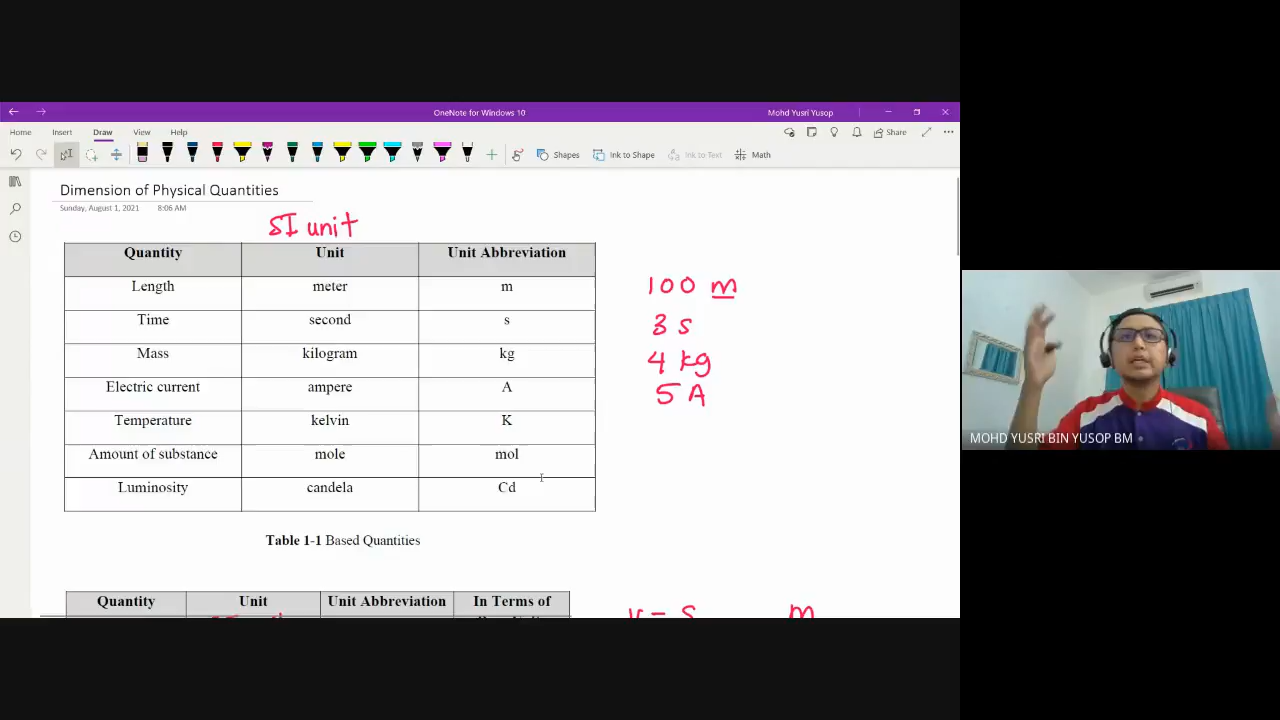 OneNote for Windows 10
Mohd Yusri Yusop
Home Insert Draw View Help
Share
Shapes Ink to Shape Ink to Text Math
Dimension of Physical Quantities
Sunday, August 1, 2021 8:06 AM
SI unit
Quantity Unit Unit Abbreviation
Length meter m
100 m
Time second s
3 s
Mass kilogram kg
4 kg
Electric current ampere A
5 A
Temperature kelvin K
Amount of substance mole mol
Luminosity candela Cd
MOHD YUSRI BIN YUSOP BM
Table 1-1 Based Quantities
Quantity Unit Unit Abbreviation In Terms of
v = s m